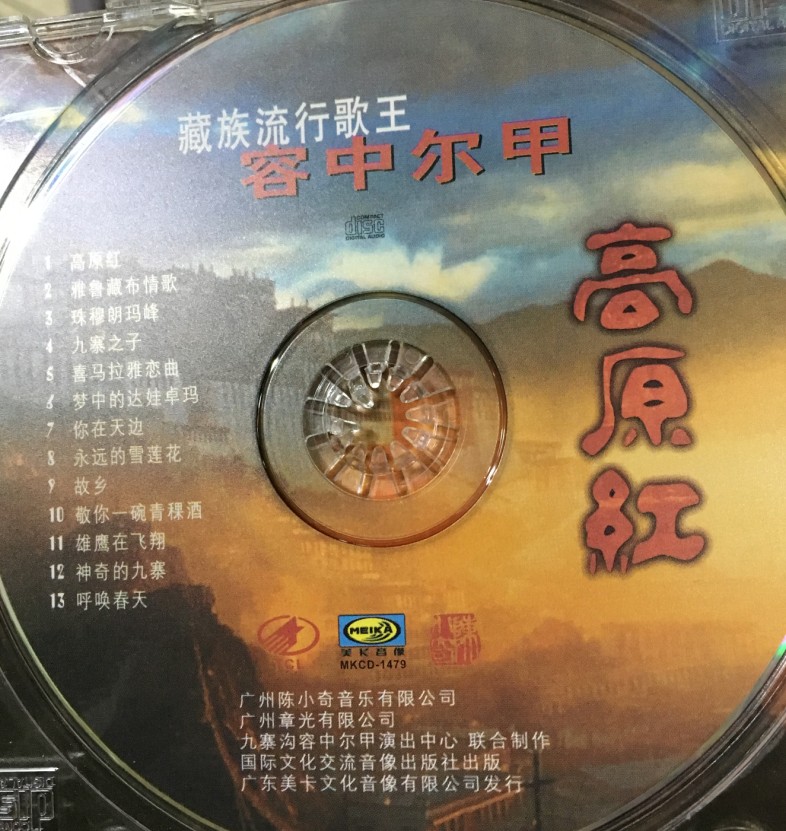 藏族流行歌王
容中尔甲
COMPACT
disc
DIGITAL AUDIO
高原红
1 高原红
2 雅鲁藏布情歌
3 珠穆朗玛峰
4 九寨之子
5 喜马拉雅恋曲
6 梦中的达娃卓玛
7 你在天边
8 永远的雪莲花
9 故乡
10 敬你一碗青稞酒
11 雄鹰在飞翔
12 神奇的九寨
13 呼唤春天
MEIKA
美卡音像
MKCD-1479
广州陈小奇音乐有限公司
广州章光有限公司
九寨沟容中尔甲演出中心 联合制作
国际文化交流音像出版社出版
广东美卡文化音像有限公司发行